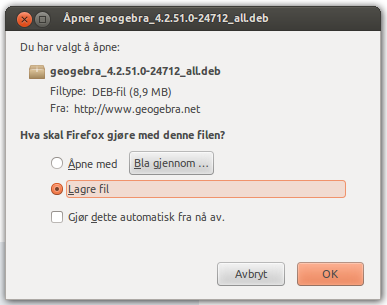 Åpner geogebra_4.2.51.0-24712_all.deb
Du har valgt å åpne:
geogebra_4.2.51.0-24712_all.deb
Filtype: DEB-fil (8,9 MB)
Fra: http://www.geogebra.net
Hva skal Firefox gjøre med denne filen?
Åpne med Bla gjennom ...
Lagre fil
Gjør dette automatisk fra nå av.
Avbryt OK